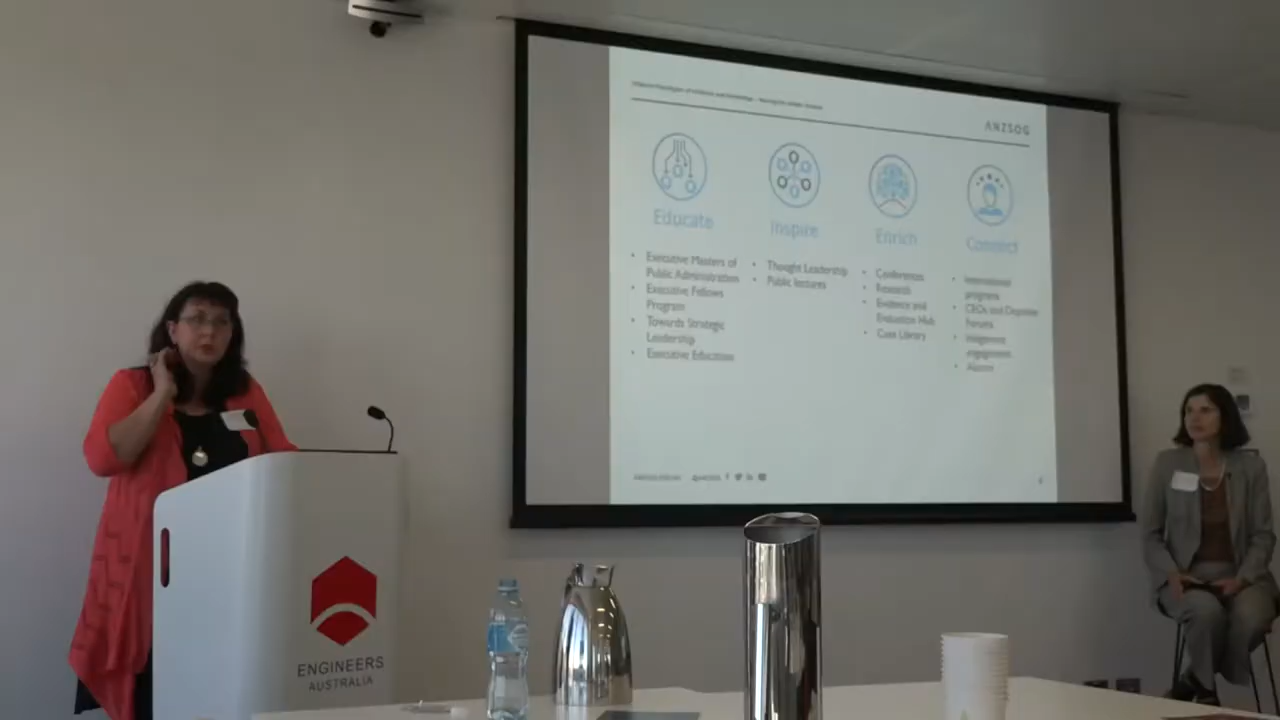 ANZSOG
Educate
Inspire
Enrich
Connect
• Executive Masters of
Public Administration
• Executive Fellows
Program
• Towards Strategic
Leadership
• Executive Education
• Thought Leadership
• Public lectures
• Conferences
• Research
• Evidence and
Evaluation Hub
• Case Library
• International
programs
• CEOs and Deputies
Forums
• Indigenous
engagement
• Alumni
ENGINEERS
AUSTRALIA